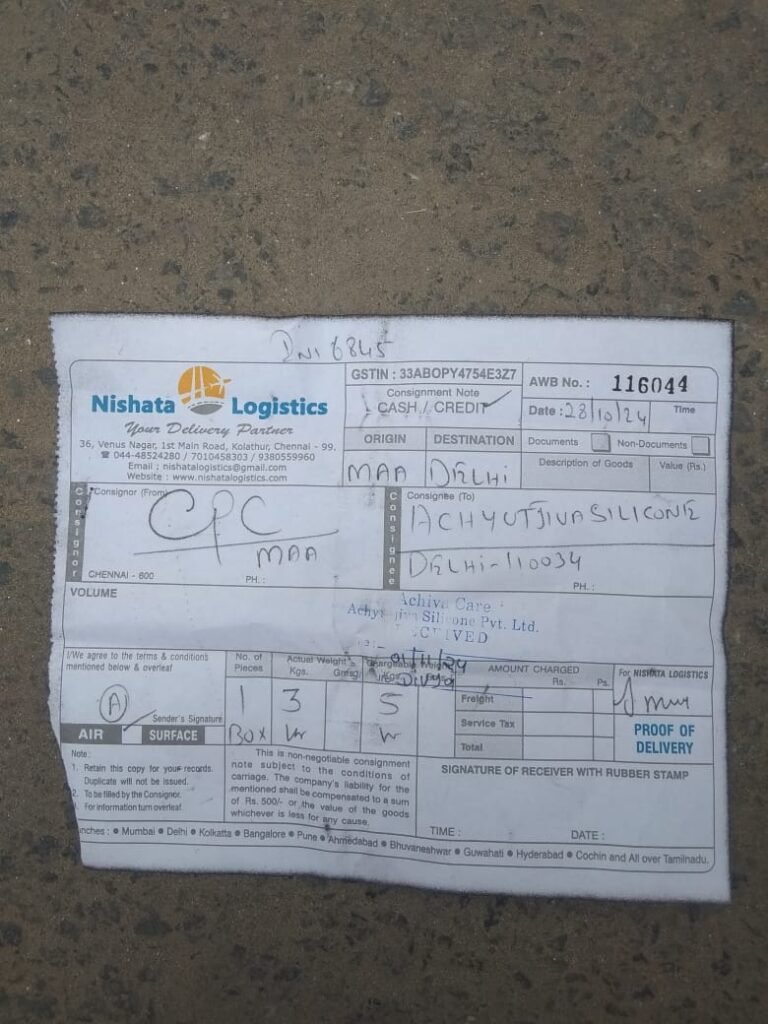 GSTIN : 33ABOPY4754E3Z7
AWB No. : 116044
Nishata Logistics
Your Delivery Partner
36, Venus Nagar, 1st Main Road, Kolathur, Chennai - 99.
☎ 044-48524280 / 7010458303 / 9380559960
Email : nishatalogistics@gmail.com
Website : www.nishatalogistics.com
Consignment Note
CASH / CREDIT
Date : 28/10/24 Time
ORIGIN DESTINATION
MAA DELHI
Documents Non-Documents
Description of Goods Value (Rs.)
Consignor
Consignor (From)
CPC
MAA
CHENNAI - 600 PH. :
Consignee
Consignee (To)
ACHYUTJIVA SILICONE
DELHI-110034
PH. :
VOLUME
Achiva Care
Silicone Pvt. Ltd.
01/11/24
Divya
I/We agree to the terms & conditions
mentioned below & overleaf
A
Sender's Signature
AIR SURFACE
No. of Pieces Actual Weight Kgs. Gms.
1 3 5
BOX
AMOUNT CHARGED
Rs. Ps.
Freight
Service Tax
Total
For NISHATA LOGISTICS
PROOF OF
DELIVERY
Note :
1. Retain this copy for your records.
Duplicate will not be issued.
2. To be filled by the Consignor.
For information turn overleaf
This is non-negotiable consignment
note subject to the conditions of
carriage. The company's liability for the
mentioned shall be compensated to a sum
of Rs. 500/- or the value of the goods
whichever is less for any cause.
SIGNATURE OF RECEIVER WITH RUBBER STAMP
TIME : DATE :
nches : ● Mumbai ● Delhi ● Kolkatta ● Bangalore ● Pune ● Ahmedabad ● Bhuvaneshwar ● Guwahati ● Hyderabad ● Cochin and All over Tamilnadu.